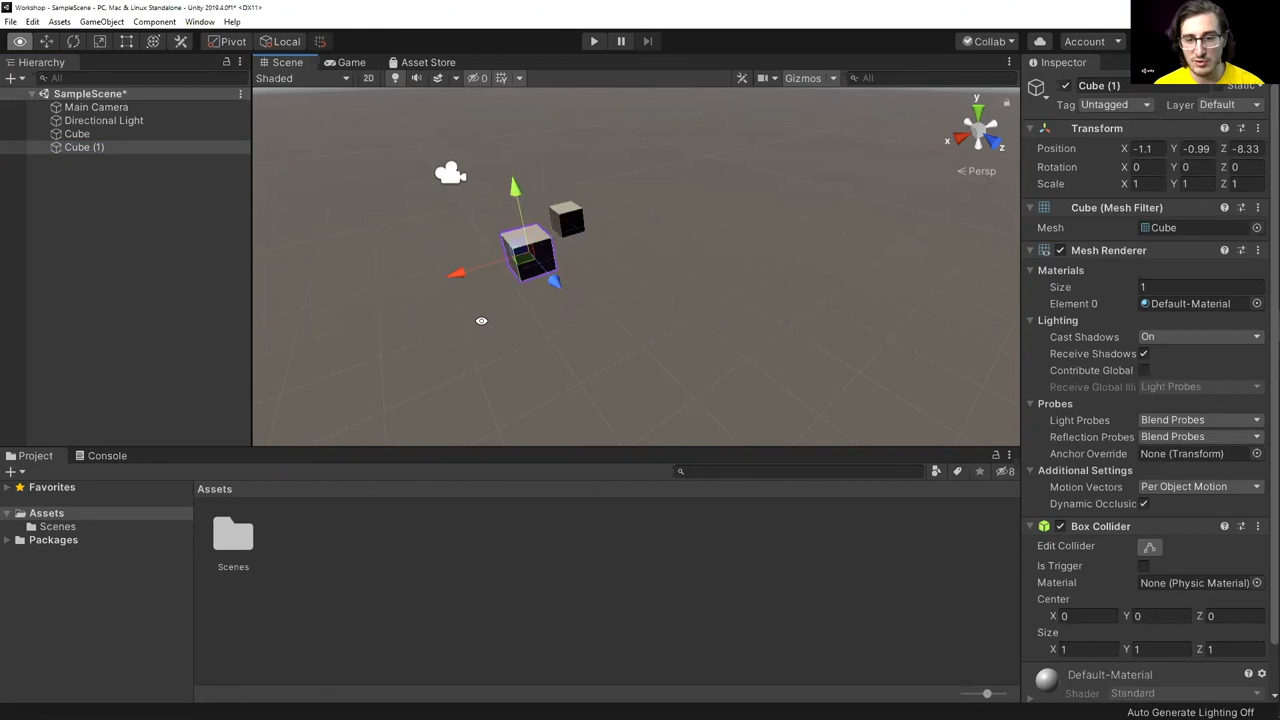 Workshop - SampleScene - PC, Mac & Linux Standalone - Unity 2019.4.0f1* <DX11>
File Edit Assets GameObject Component Window Help
Pivot Local Collab Account
Hierarchy Scene Game Asset Store Inspector
All Shaded 2D 0 Gizmos All Cube (1) Static
SampleScene* Tag Untagged Layer Default
Main Camera
Directional Light
Cube
Cube (1)
y
x
z
Persp
Transform
Position X -1.1 Y -0.99 Z -8.33
Rotation X 0 Y 0 Z 0
Scale X 1 Y 1 Z 1
Cube (Mesh Filter)
Mesh Cube
Mesh Renderer
Materials
Size 1
Element 0 Default-Material
Lighting
Cast Shadows On
Receive Shadows
Contribute Global
Receive Global Illu Light Probes
Probes
Light Probes Blend Probes
Reflection Probes Blend Probes
Anchor Override None (Transform)
Additional Settings
Motion Vectors Per Object Motion
Dynamic Occlusic
Box Collider
Edit Collider
Is Trigger
Material None (Physic Material)
Center
X 0 Y 0 Z 0
Size
X 1 Y 1 Z 1
Default-Material
Shader Standard
Project Console
8
Favorites
Assets
Scenes
Packages
Assets
Scenes
Auto Generate Lighting Off
unity